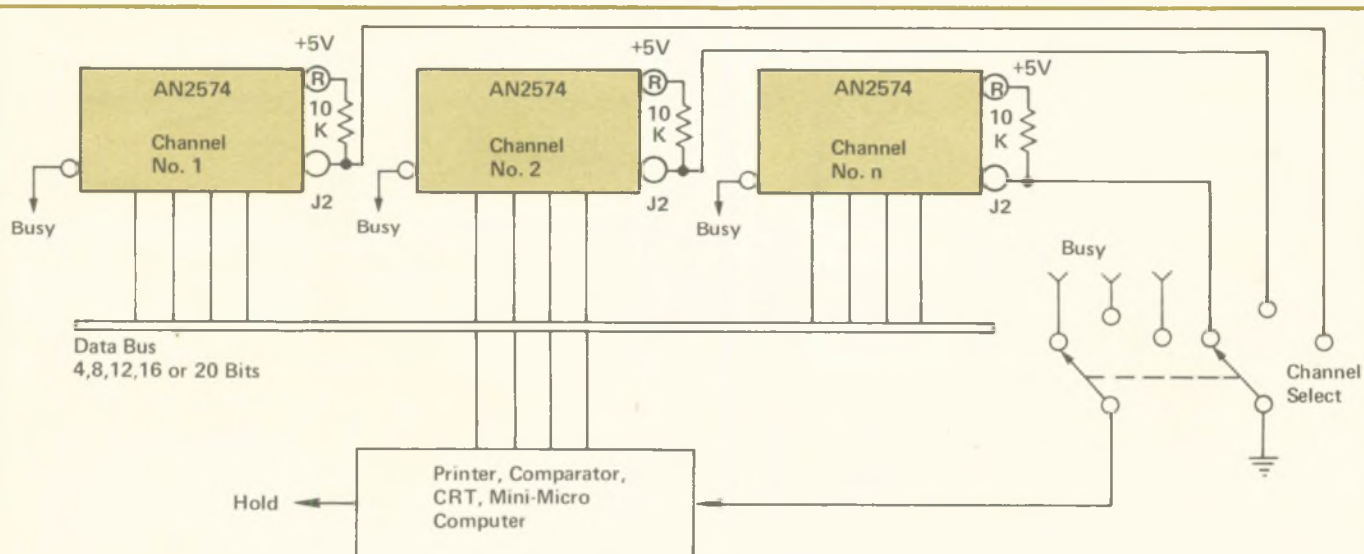 +5V
AN2574
R
10
K
Channel
No. 1
J2
Busy
+5V
AN2574
R
10
K
Channel
No. 2
J2
Busy
+5V
AN2574
R
10
K
Channel
No. n
J2
Busy
Busy
Channel
Select
Data Bus
4,8,12,16 or 20 Bits
Printer, Comparator,
CRT, Mini-Micro
Computer
Hold